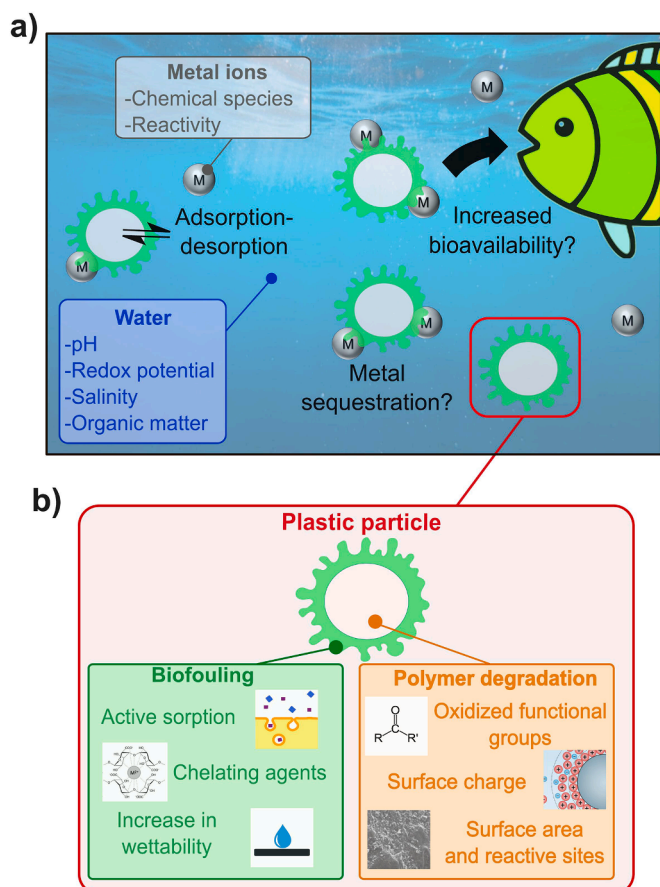 a)
Metal ions
-Chemical species
-Reactivity
M
M
M
M
Adsorption-
desorption
M
Increased
bioavailability?
Water
-pH
-Redox potential
-Salinity
-Organic matter
M
M
M
Metal
sequestration?
b)
Plastic particle
Biofouling
Active sorption
Chelating agents
Increase in
wettability
Polymer degradation
O
R
R'
Oxidized functional
groups
Surface charge
Surface area
and reactive sites